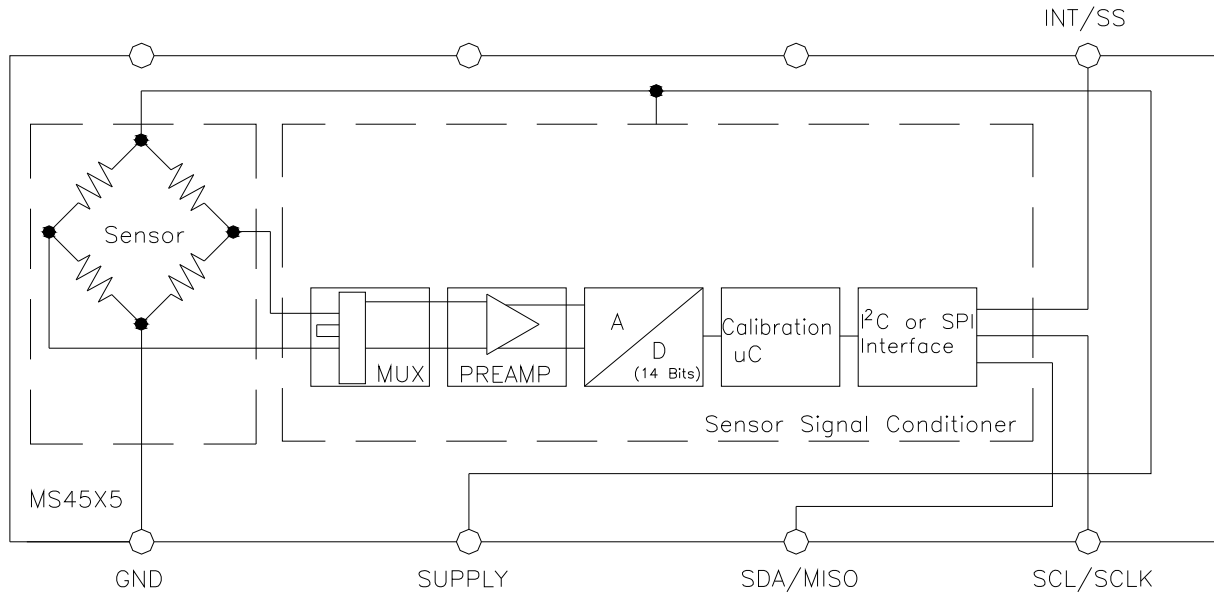 INT/SS
Sensor
A
D
(14 Bits)
Calibration
uC
I²C or SPI
Interface
MUX
PREAMP
Sensor Signal Conditioner
MS45X5
GND
SUPPLY
SDA/MISO
SCL/SCLK